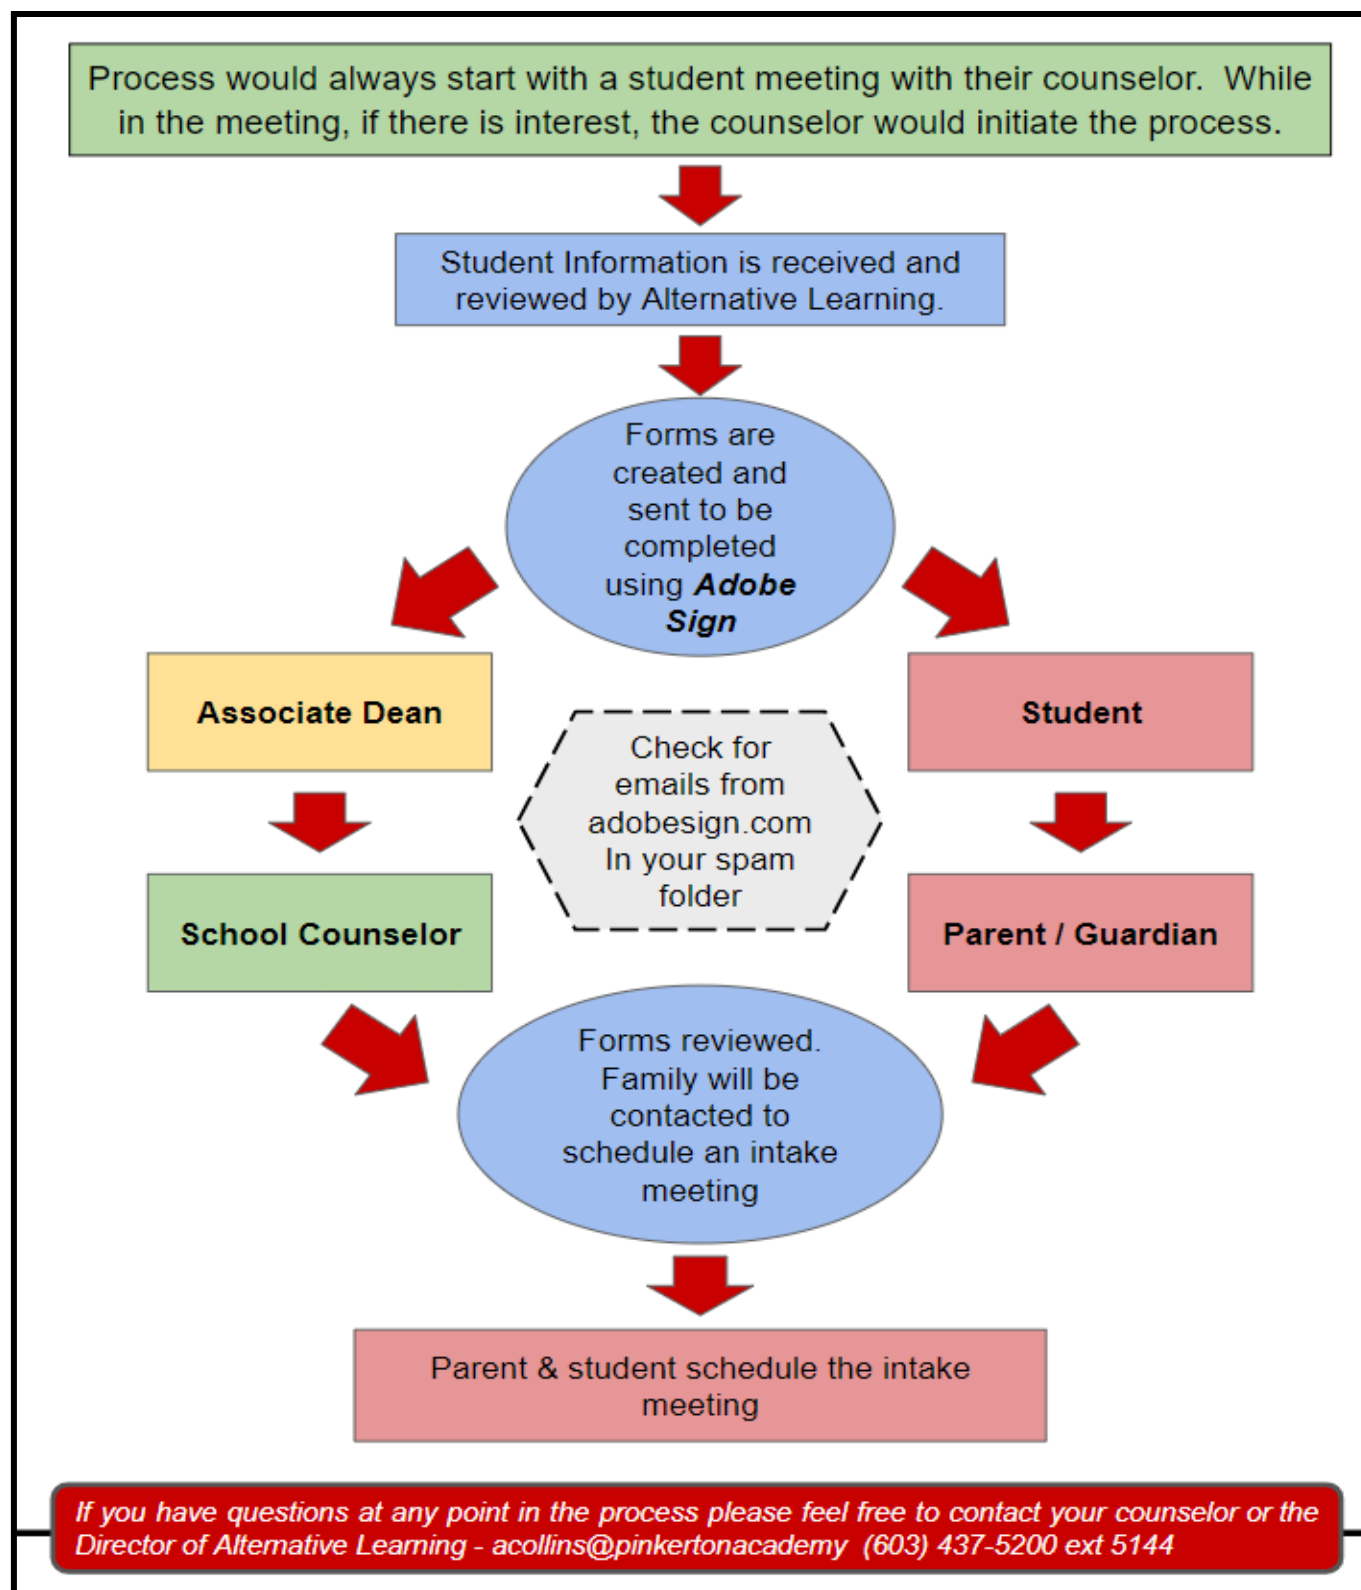 Process would always start with a student meeting with their counselor. While
in the meeting, if there is interest, the counselor would initiate the process.
Student Information is received and
reviewed by Alternative Learning.
Forms are
created and
sent to be
completed
using Adobe
Sign
Associate Dean
Student
Check for
emails from
adobesign.com
In your spam
folder
School Counselor
Parent / Guardian
Forms reviewed.
Family will be
contacted to
schedule an intake
meeting
Parent & student schedule the intake
meeting
If you have questions at any point in the process please feel free to contact your counselor or the
Director of Alternative Learning - acollins@pinkertonacademy (603) 437-5200 ext 5144